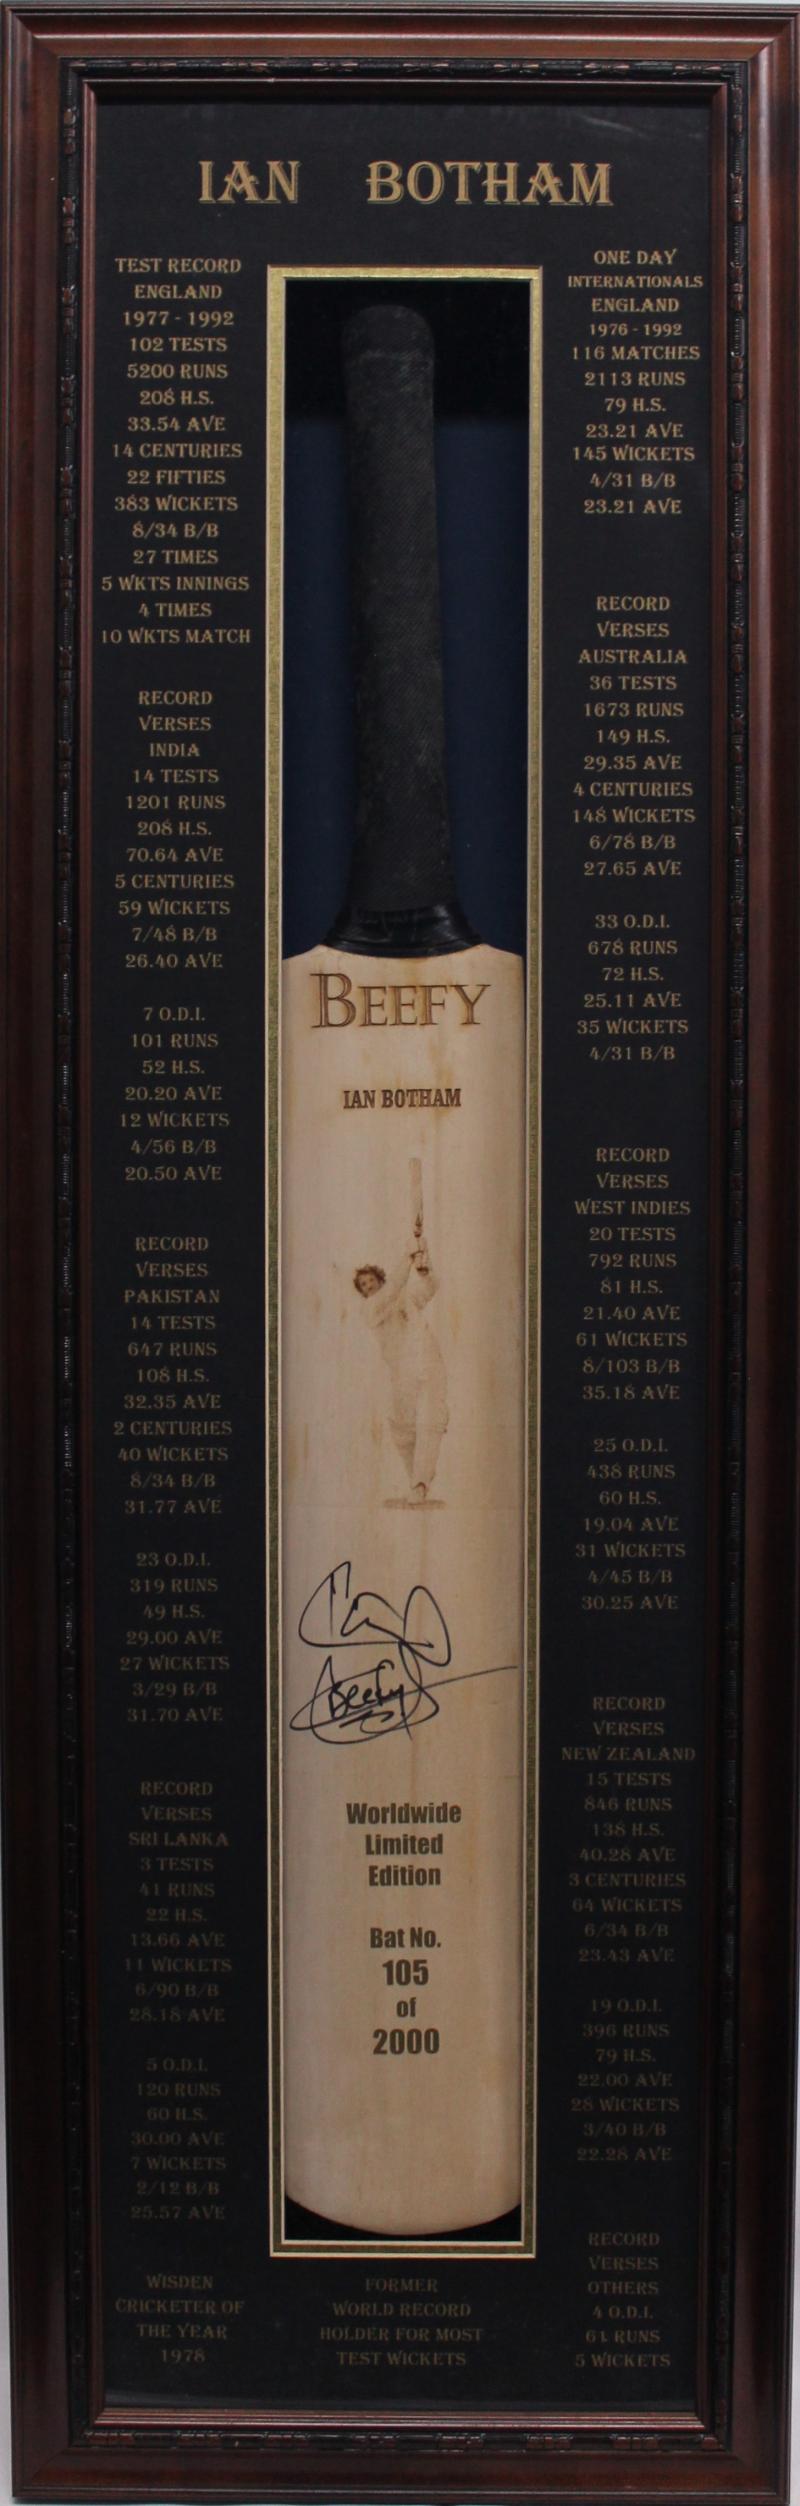 IAN BOTHAM
TEST RECORD
ENGLAND
1977 - 1992
102 TESTS
5200 RUNS
208 H.S.
33.54 AVE
14 CENTURIES
22 FIFTIES
383 WICKETS
8/34 B/B
27 TIMES
5 WKTS INNINGS
4 TIMES
10 WKTS MATCH
RECORD
VERSES
INDIA
14 TESTS
1201 RUNS
208 H.S.
70.64 AVE
5 CENTURIES
59 WICKETS
7/48 B/B
26.40 AVE
7 O.D.I.
101 RUNS
52 H.S.
20.20 AVE
12 WICKETS
4/56 B/B
20.50 AVE
RECORD
VERSES
PAKISTAN
14 TESTS
647 RUNS
108 H.S.
32.35 AVE
2 CENTURIES
40 WICKETS
8/34 B/B
31.77 AVE
23 O.D.I.
319 RUNS
49 H.S.
29.00 AVE
27 WICKETS
3/29 B/B
31.70 AVE
RECORD
VERSES
SRI LANKA
3 TESTS
41 RUNS
22 H.S.
13.66 AVE
11 WICKETS
6/90 B/B
28.18 AVE
5 O.D.I.
120 RUNS
60 H.S.
30.00 AVE
7 WICKETS
2/12 B/B
25.57 AVE
WISDEN
CRICKETER OF
THE YEAR
1978
BEEFY
IAN BOTHAM
Beefy
Worldwide
Limited
Edition
Bat No.
105
of
2000
FORMER
WORLD RECORD
HOLDER FOR MOST
TEST WICKETS
ONE DAY
INTERNATIONALS
ENGLAND
1976 - 1992
116 MATCHES
2113 RUNS
79 H.S.
23.21 AVE
145 WICKETS
4/31 B/B
23.21 AVE
RECORD
VERSES
AUSTRALIA
36 TESTS
1673 RUNS
149 H.S.
29.35 AVE
4 CENTURIES
148 WICKETS
6/78 B/B
27.65 AVE
33 O.D.I.
678 RUNS
72 H.S.
25.11 AVE
35 WICKETS
4/31 B/B
RECORD
VERSES
WEST INDIES
20 TESTS
792 RUNS
81 H.S.
21.40 AVE
61 WICKETS
8/103 B/B
35.18 AVE
25 O.D.I.
438 RUNS
60 H.S.
19.04 AVE
31 WICKETS
4/45 B/B
30.25 AVE
RECORD
VERSES
NEW ZEALAND
15 TESTS
846 RUNS
138 H.S.
40.28 AVE
3 CENTURIES
64 WICKETS
6/34 B/B
23.43 AVE
19 O.D.I.
396 RUNS
79 H.S.
22.00 AVE
28 WICKETS
3/40 B/B
22.28 AVE
RECORD
VERSES
OTHERS
4 O.D.I.
61 RUNS
5 WICKETS